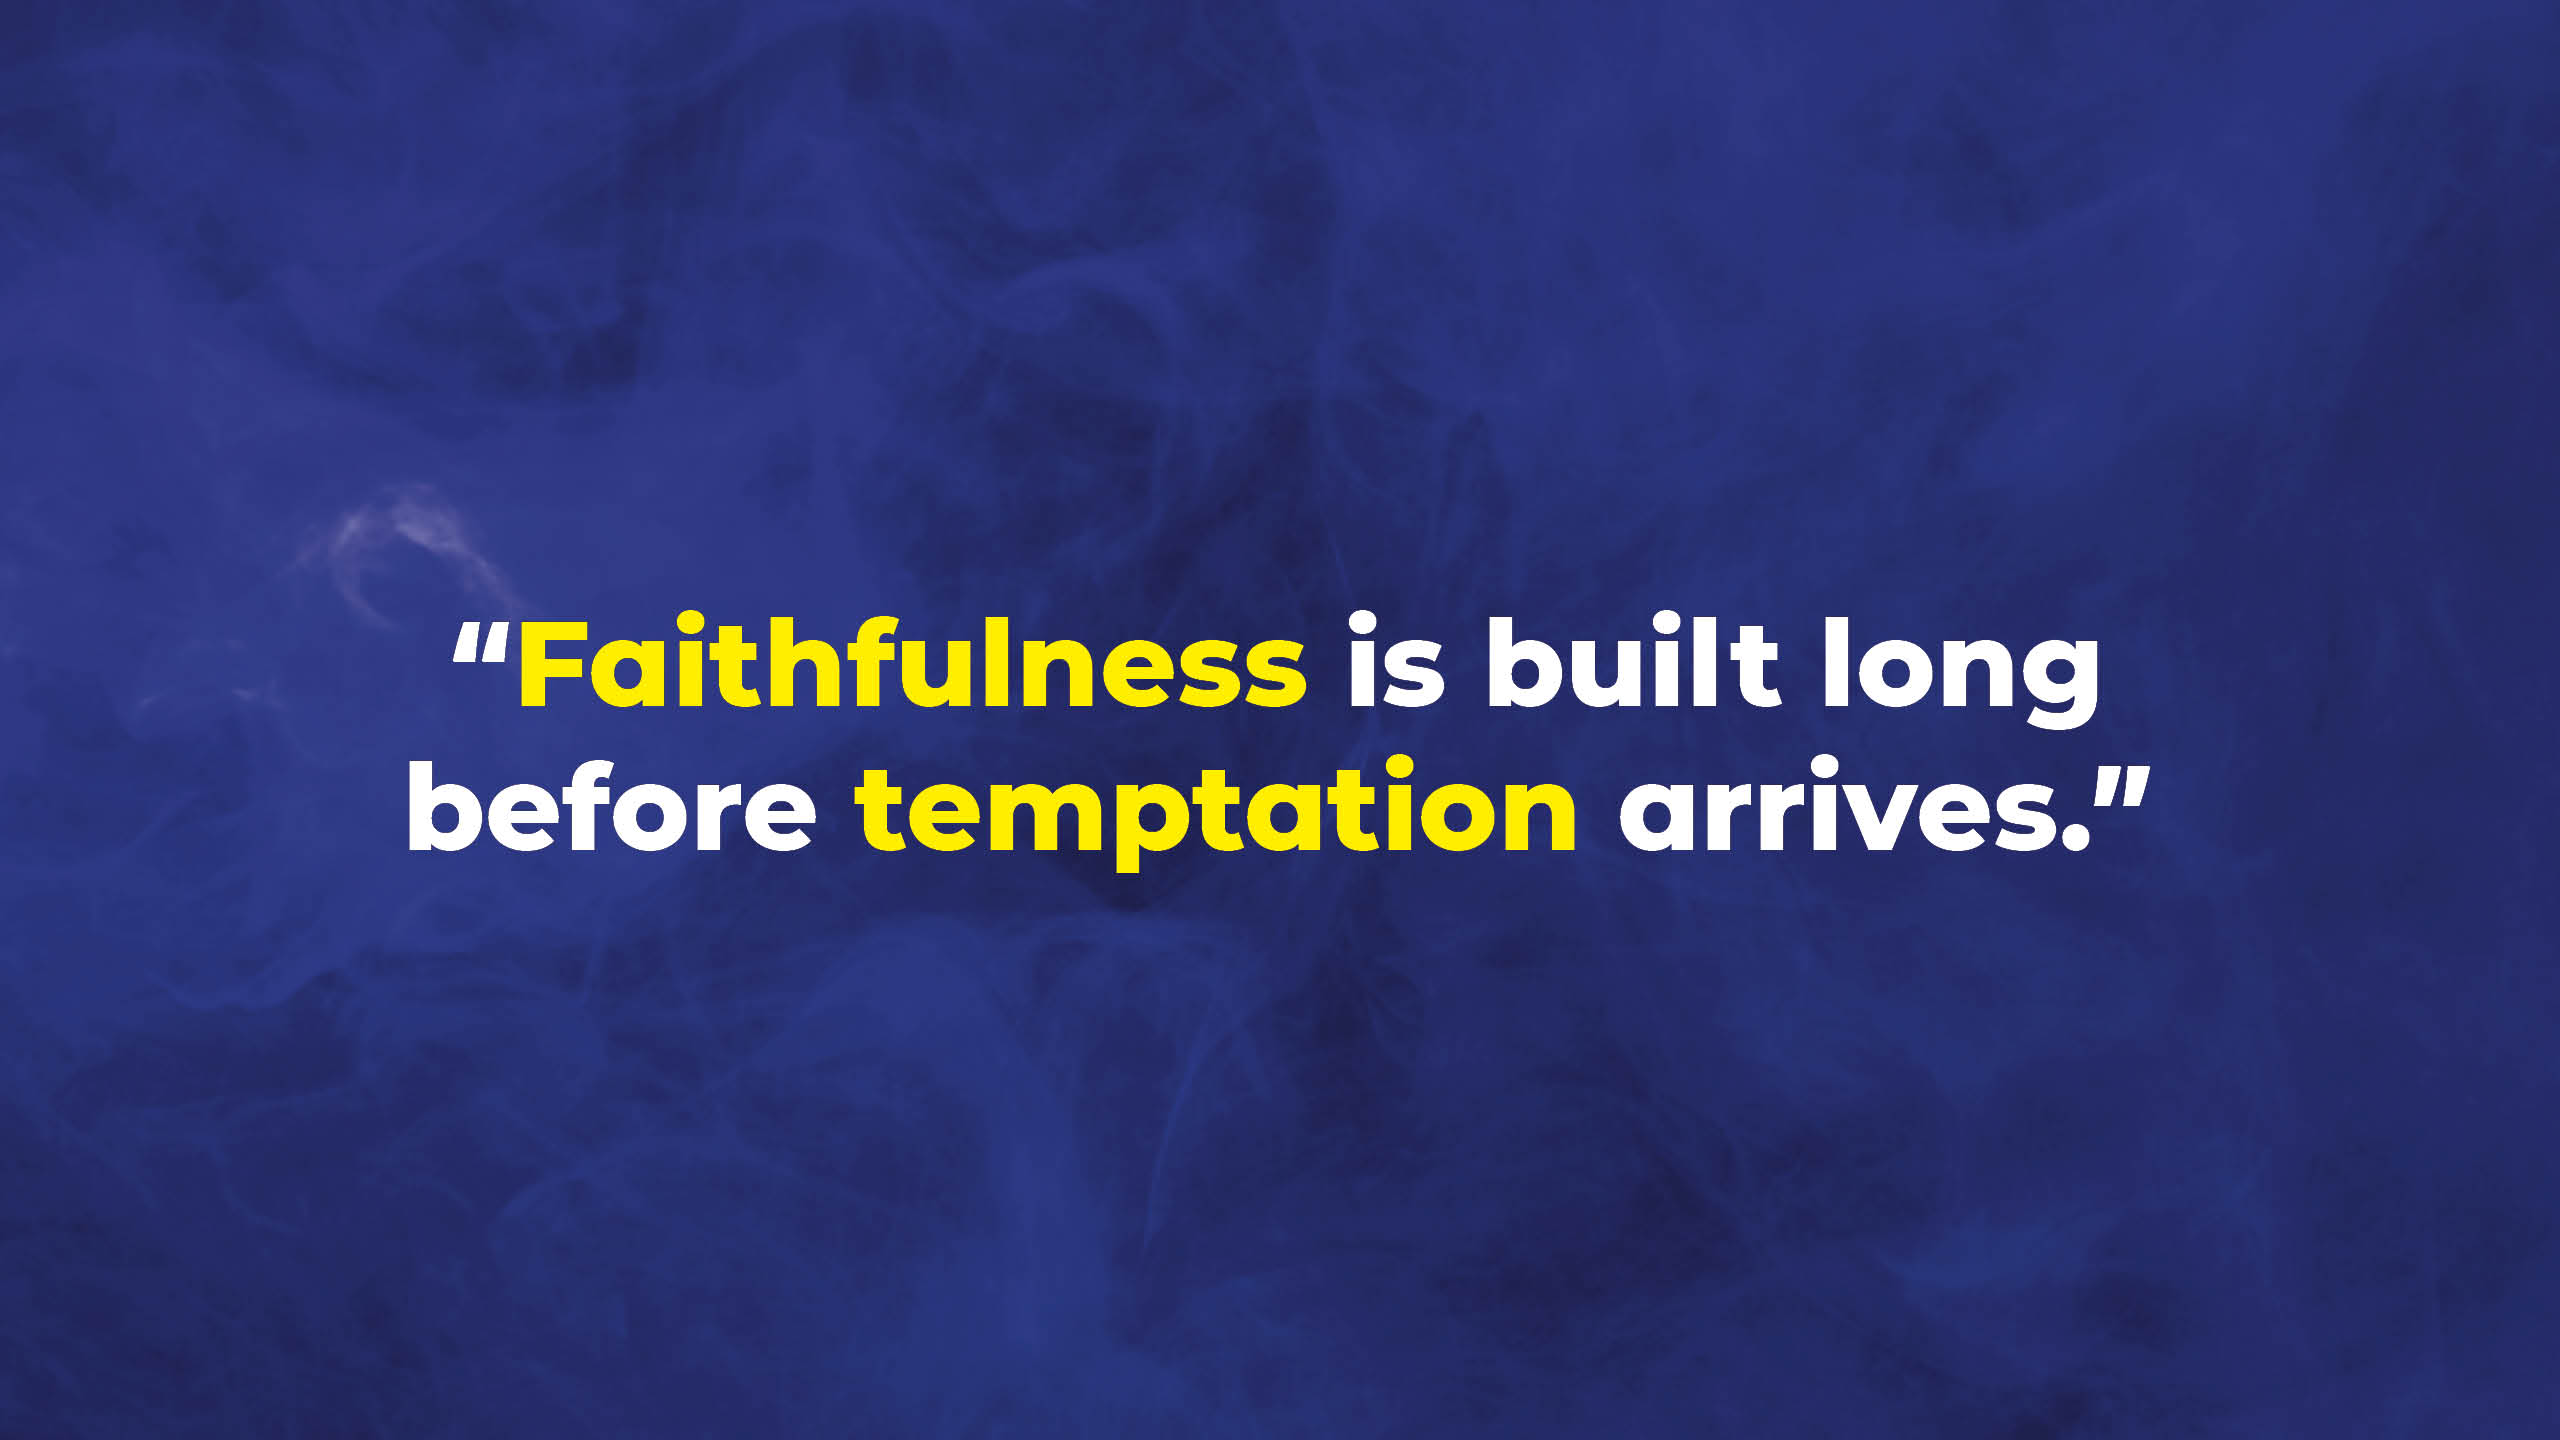 “Faithfulness is built long
before temptation arrives.”